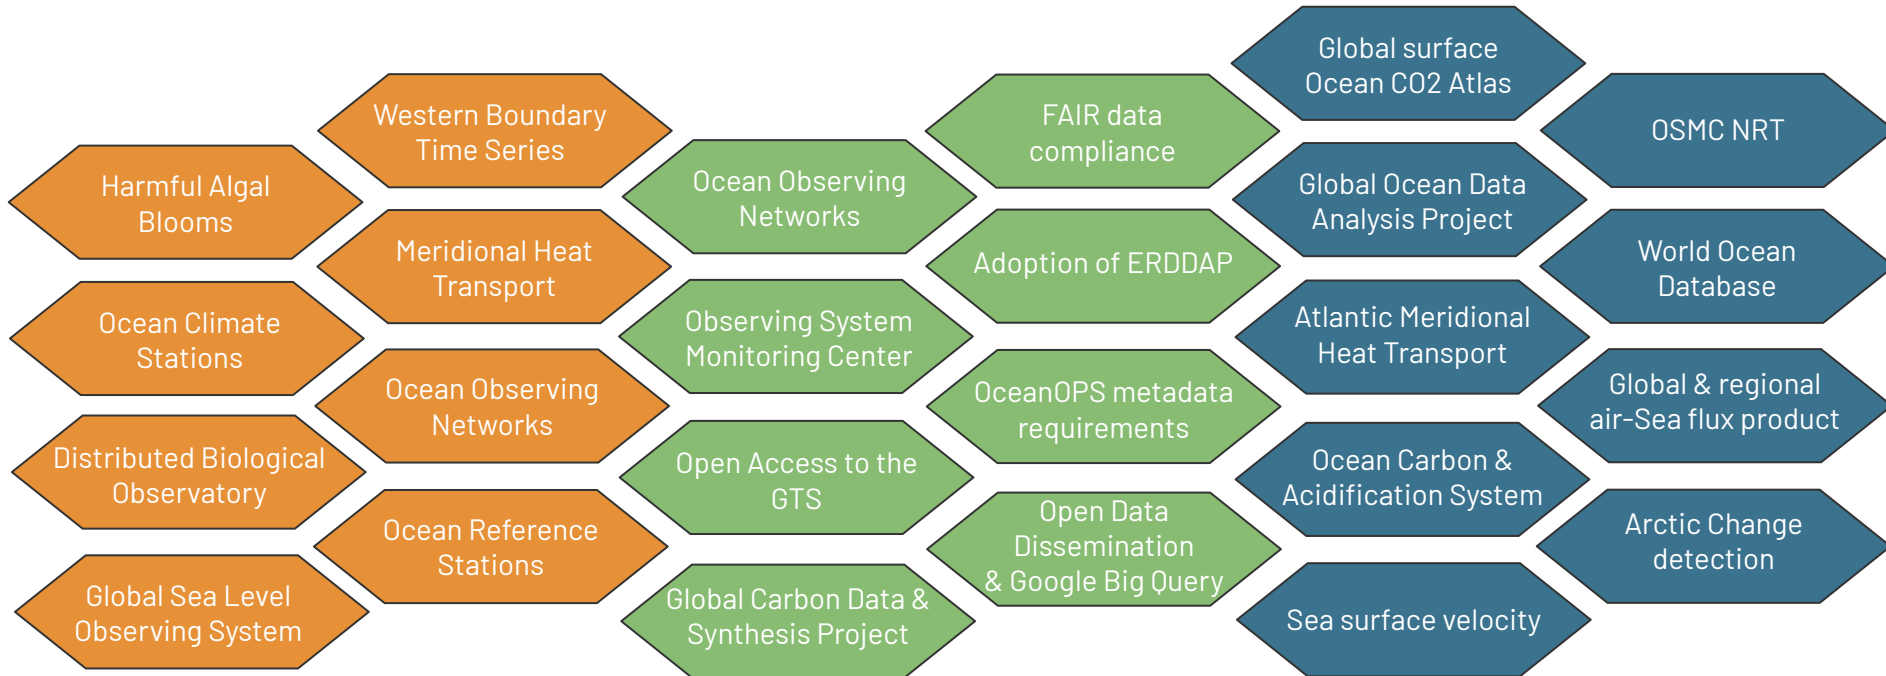 Harmful Algal
Blooms
Ocean Climate
Stations
Distributed Biological
Observatory
Global Sea Level
Observing System
Western Boundary
Time Series
Meridional Heat
Transport
Ocean Observing
Networks
Ocean Reference
Stations
Ocean Observing
Networks
Observing System
Monitoring Center
Open Access to the
GTS
Global Carbon Data &
Synthesis Project
FAIR data
compliance
Adoption of ERDDAP
OceanOPS metadata
requirements
Open Data
Dissemination
& Google Big Query
Global surface
Ocean CO2 Atlas
Global Ocean Data
Analysis Project
Atlantic Meridional
Heat Transport
Ocean Carbon &
Acidification System
Sea surface velocity
OSMC NRT
World Ocean
Database
Global & regional
air-Sea flux product
Arctic Change
detection